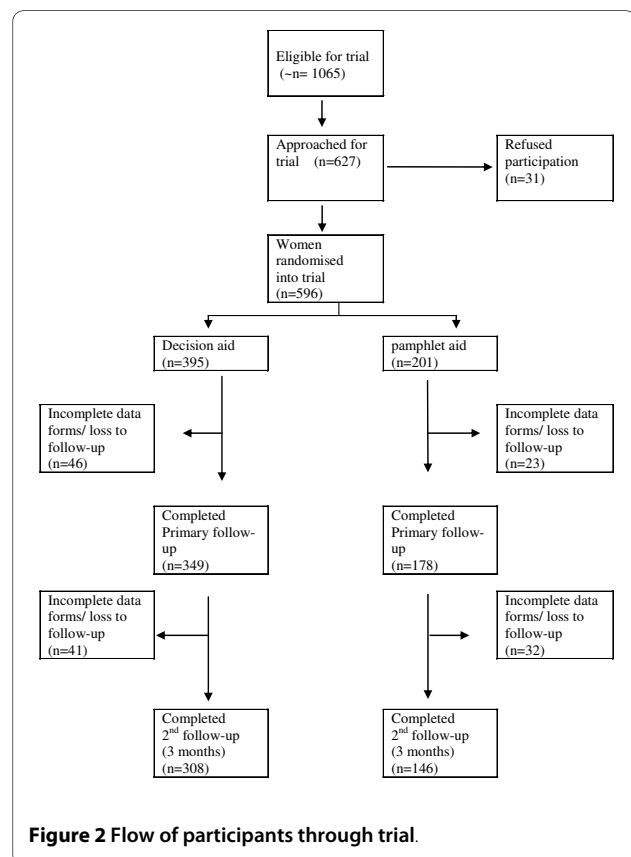 Eligible for trial
(~n= 1065)
Approached for
trial (n=627)
Refused
participation
(n=31)
Women
randomised
into trial
(n=596)
Decision aid
(n=395)
pamphlet aid
(n=201)
Incomplete data
forms/ loss to
follow-up
(n=46)
Incomplete data
forms/ loss to
follow-up
(n=23)
Completed
Primary follow-
up
(n=349)
Completed
Primary follow-
up
(n=178)
Incomplete data
forms/ loss to
follow-up
(n=41)
Incomplete data
forms/ loss to
follow-up
(n=32)
Completed
2nd follow-up
(3 months)
(n=308)
Completed
2nd follow-up
(3 months)
(n=146)
Figure 2 Flow of participants through trial.